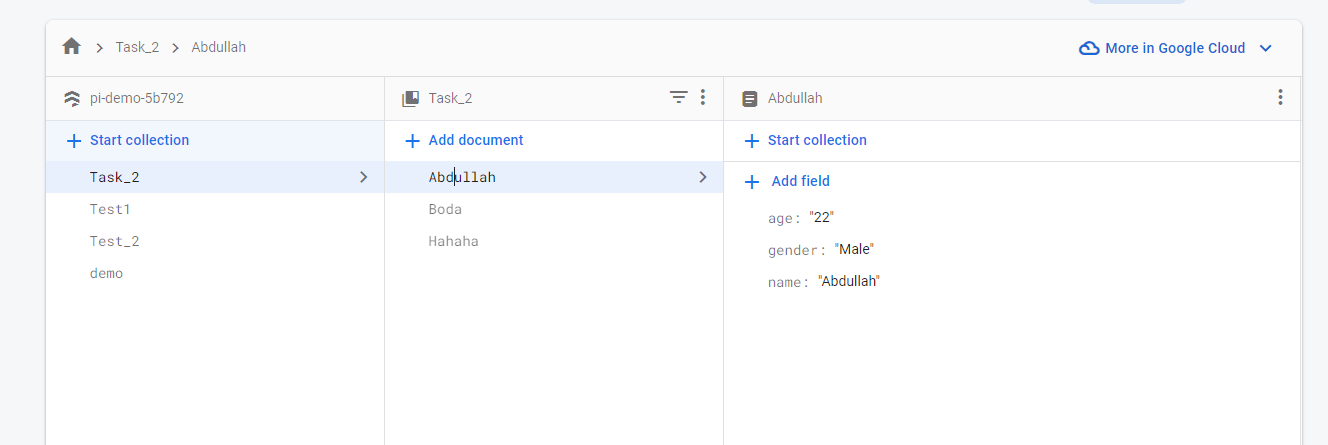 Task_2 Abdullah
More in Google Cloud
pi-demo-5b792
Task_2
Abdullah
Start collection
Task_2
Test1
Test_2
demo
Add document
Abdullah
Boda
Hahaha
Start collection
Add field
age: "22"
gender: "Male"
name: "Abdullah"